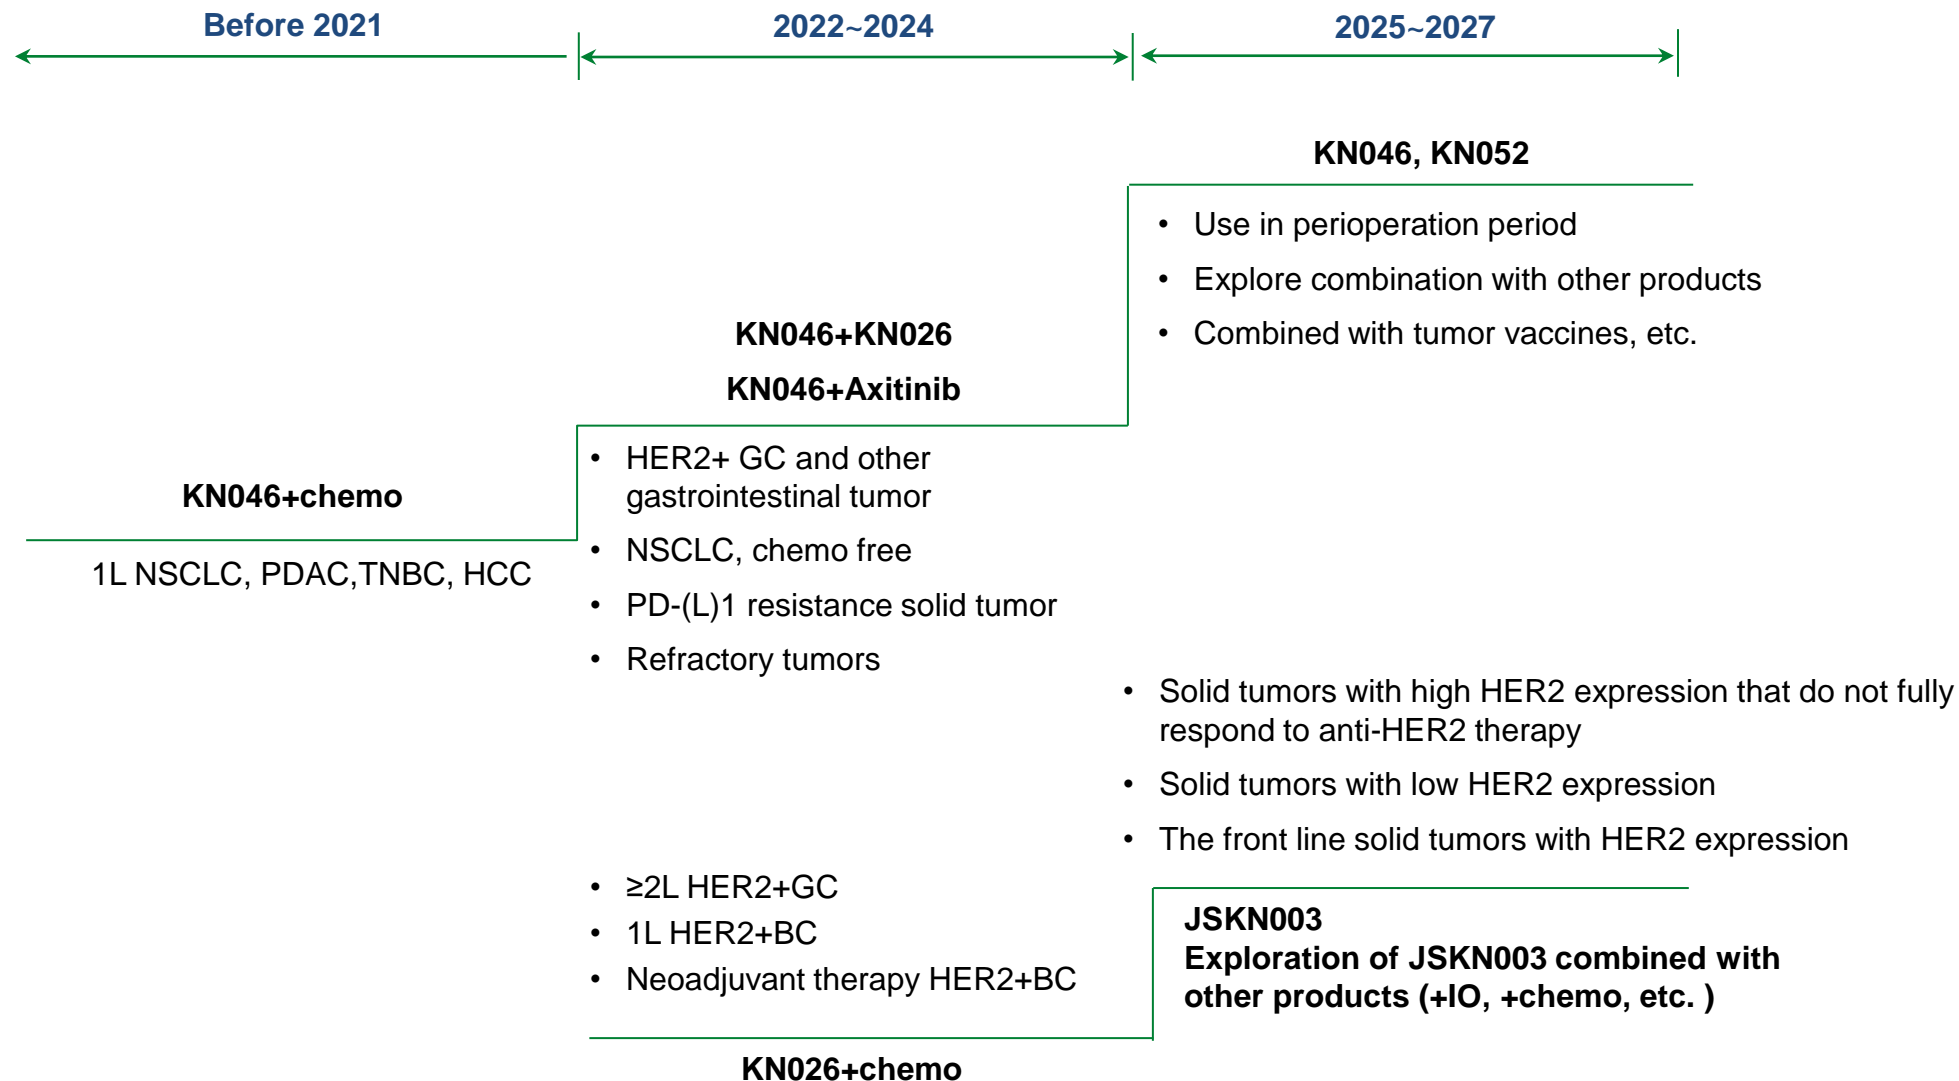 Before 2021
2022~2024
2025~2027
KN046, KN052
• Use in perioperation period
• Explore combination with other products
• Combined with tumor vaccines, etc.
KN046+KN026
KN046+Axitinib
• HER2+ GC and other
gastrointestinal tumor
• NSCLC, chemo free
• PD-(L)1 resistance solid tumor
• Refractory tumors
KN046+chemo
1L NSCLC, PDAC,TNBC, HCC
• Solid tumors with high HER2 expression that do not fully
respond to anti-HER2 therapy
• Solid tumors with low HER2 expression
• The front line solid tumors with HER2 expression
• ≥2L HER2+GC
• 1L HER2+BC
• Neoadjuvant therapy HER2+BC
KN026+chemo
JSKN003
Exploration of JSKN003 combined with
other products (+IO, +chemo, etc. )